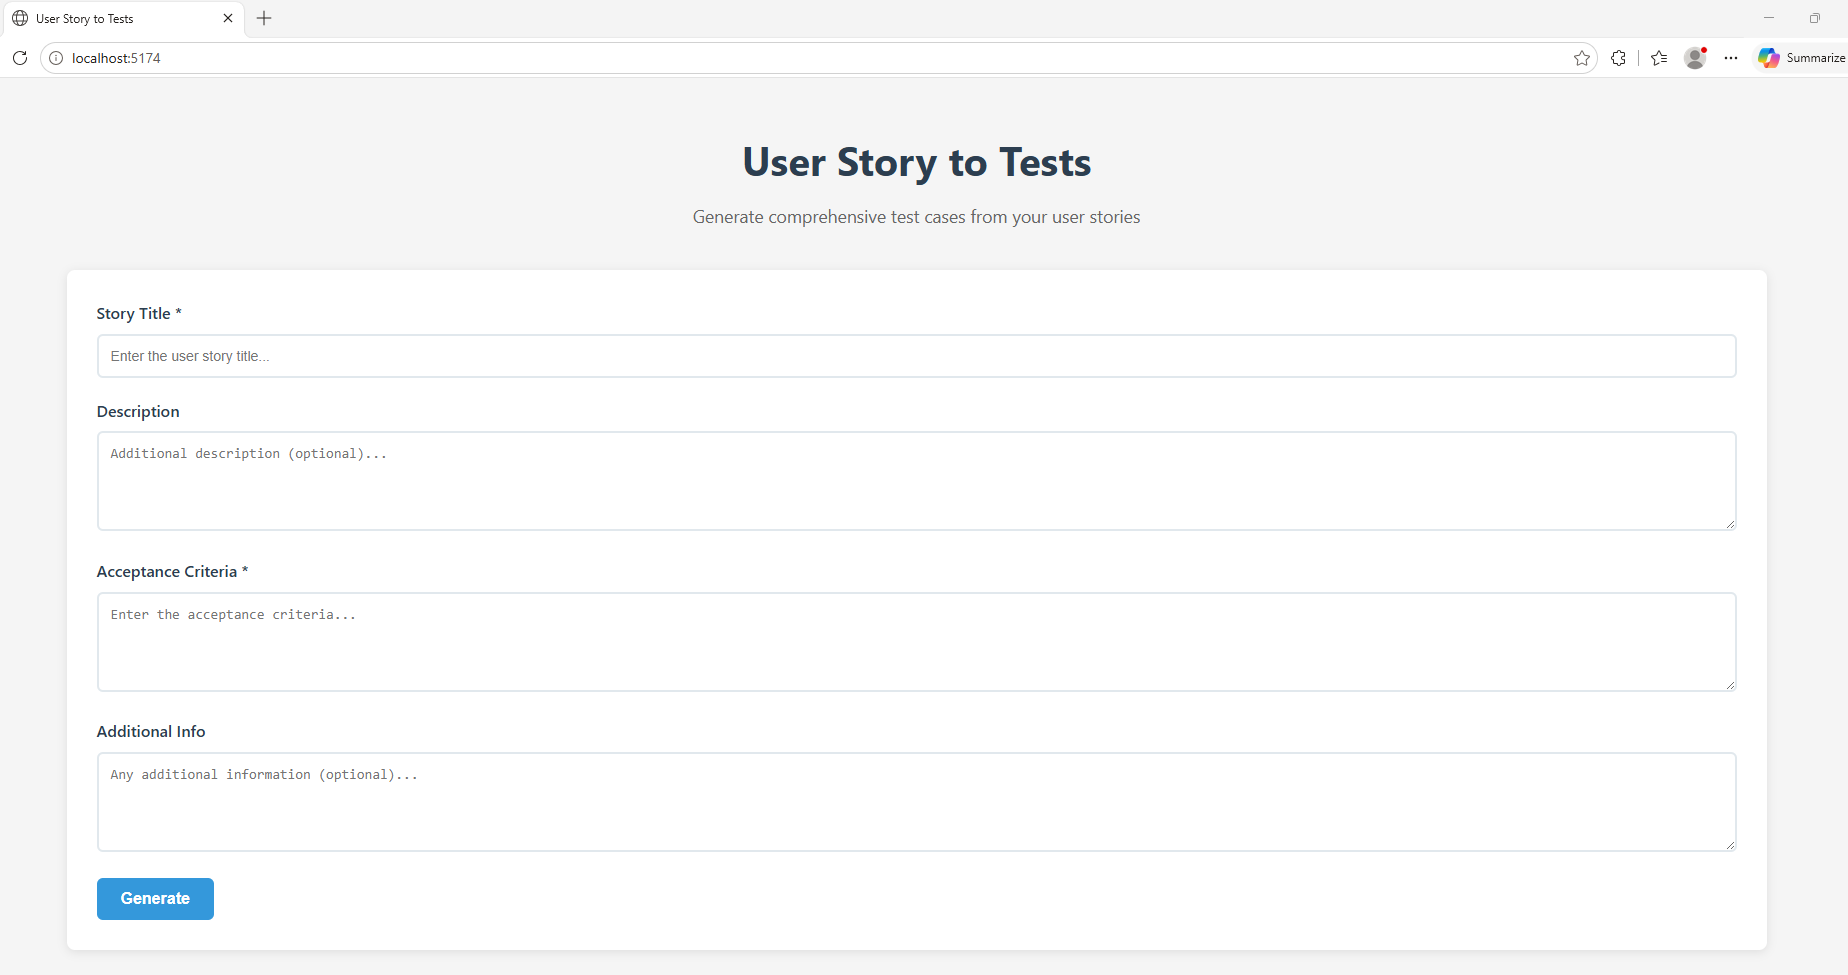 User Story to Tests
localhost:5174
Summarize
User Story to Tests
Generate comprehensive test cases from your user stories
Story Title *
Enter the user story title...
Description
Additional description (optional)...
Acceptance Criteria *
Enter the acceptance criteria...
Additional Info
Any additional information (optional)...
Generate